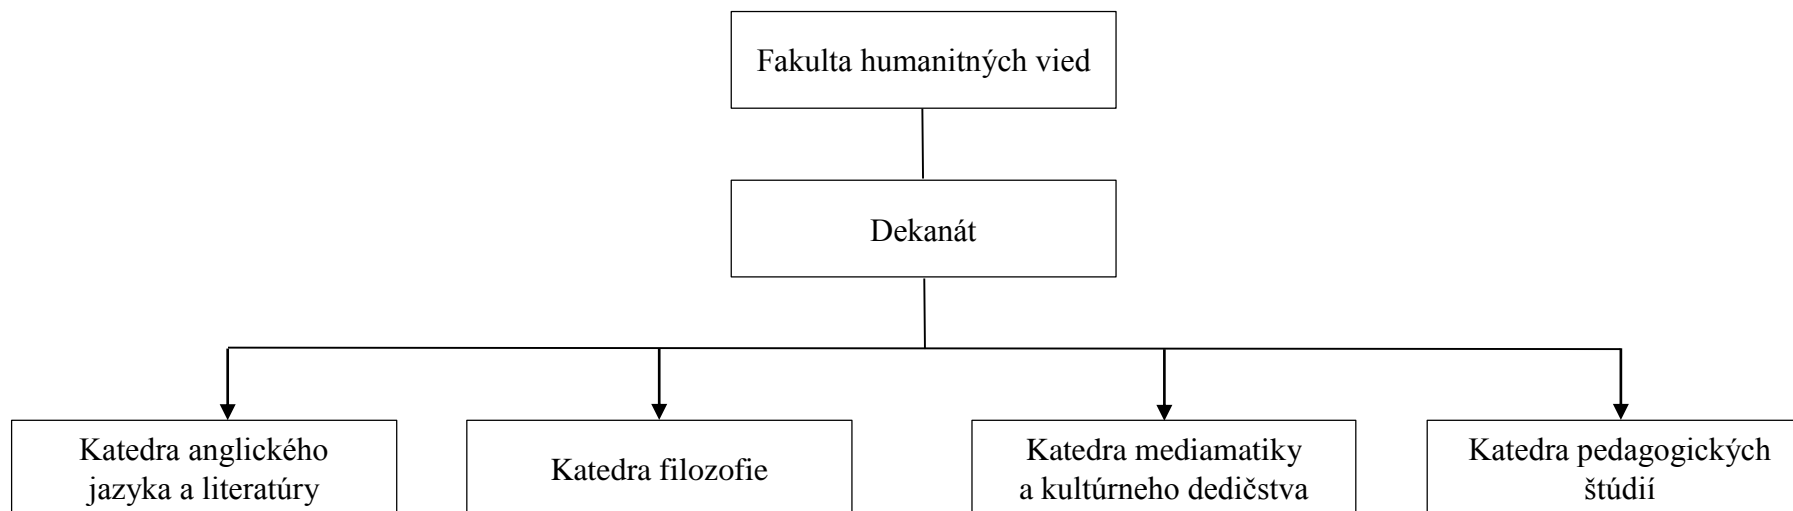 Fakulta humanitných vied
Dekanát
Katedra anglického
jazyka a literatúry
Katedra filozofie
Katedra mediamatiky
a kultúrneho dedičstva
Katedra pedagogických
štúdií